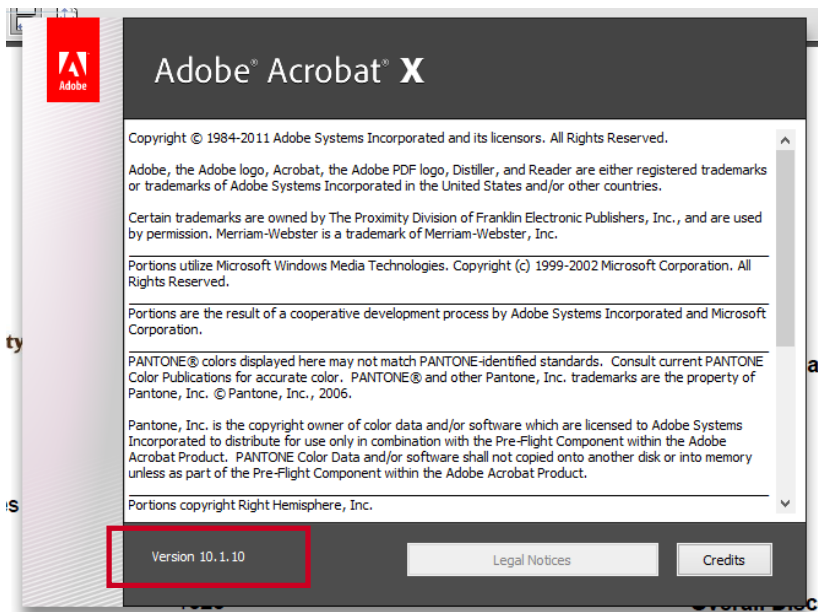 Adobe
Adobe® Acrobat® X
Copyright © 1984-2011 Adobe Systems Incorporated and its licensors. All Rights Reserved.
Adobe, the Adobe logo, Acrobat, the Adobe PDF logo, Distiller, and Reader are either registered trademarks
or trademarks of Adobe Systems Incorporated in the United States and/or other countries.
Certain trademarks are owned by The Proximity Division of Franklin Electronic Publishers, Inc., and are used
by permission. Merriam-Webster is a trademark of Merriam-Webster, Inc.
Portions utilize Microsoft Windows Media Technologies. Copyright (c) 1999-2002 Microsoft Corporation. All
Rights Reserved.
Portions are the result of a cooperative development process by Adobe Systems Incorporated and Microsoft
Corporation.
ty
PANTONE® colors displayed here may not match PANTONE-identified standards. Consult current PANTONE
Color Publications for accurate color. PANTONE® and other Pantone, Inc. trademarks are the property of
Pantone, Inc. © Pantone, Inc., 2006.
a
Pantone, Inc. is the copyright owner of color data and/or software which are licensed to Adobe Systems
Incorporated to distribute for use only in combination with the Pre-Flight Component within the Adobe
Acrobat Product. PANTONE Color Data and/or software shall not copied onto another disk or into memory
unless as part of the Pre-Flight Component within the Adobe Acrobat Product.
Portions copyright Right Hemisphere, Inc.
s
Version 10.1.10
Legal Notices
Credits